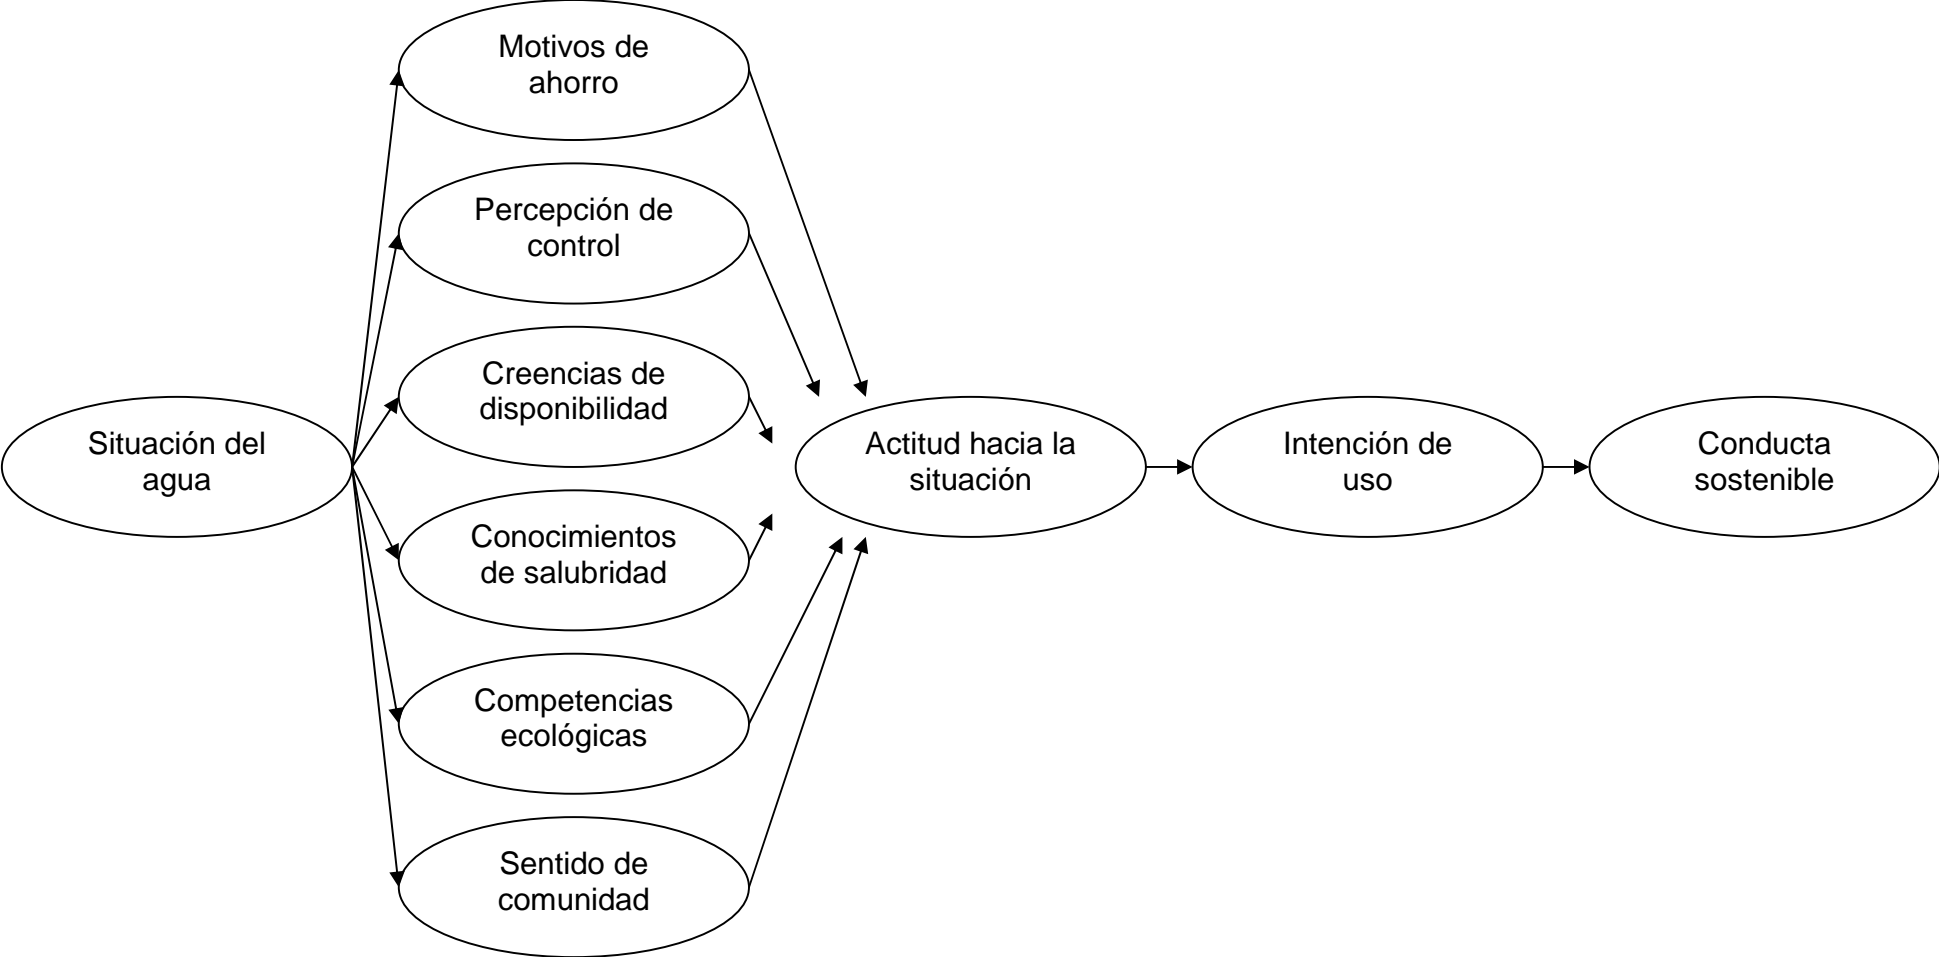 Motivos de
ahorro
Percepción de
control
Creencias de
disponibilidad
Situación del
agua
Actitud hacia la
situación
Intención de
uso
Conducta
sostenible
Conocimientos
de salubridad
Competencias
ecológicas
Sentido de
comunidad